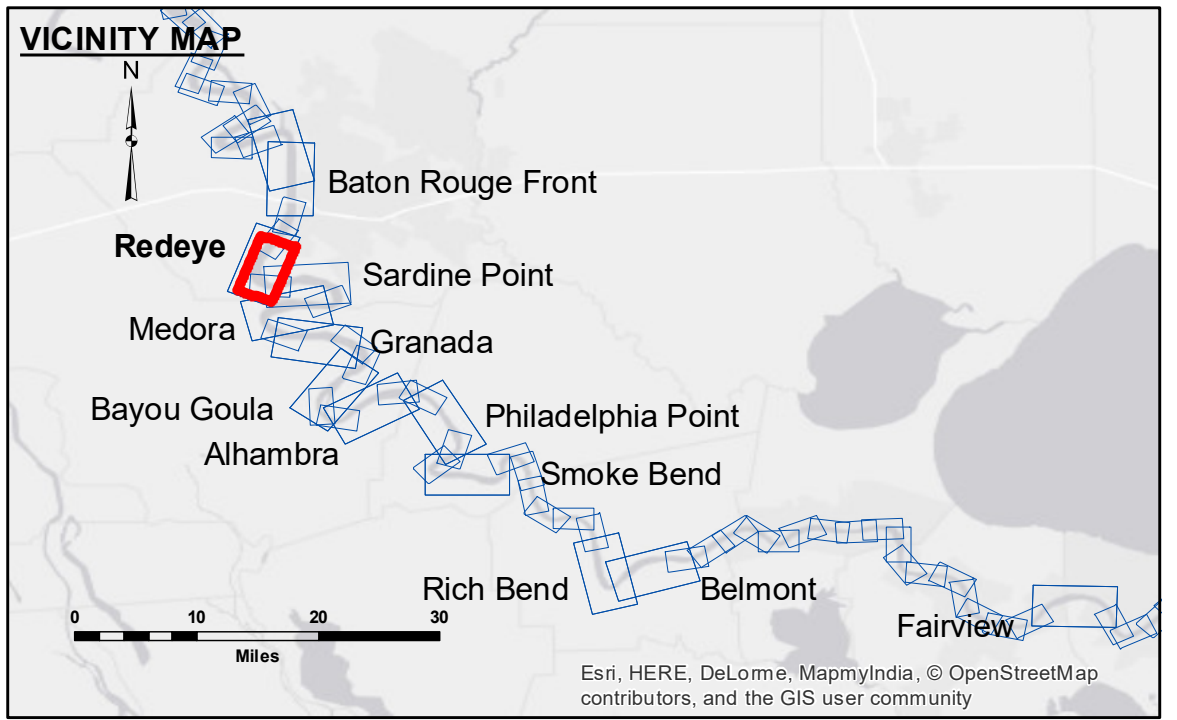 VICINITY MAP
N
Baton Rouge Front
Redeye
Sardine Point
Medora
Granada
Bayou Goula
Philadelphia Point
Alhambra
Smoke Bend
Rich Bend
Belmont
Fairview
0 10 20 30
Miles
Esri, HERE, DeLorme, MapmyIndia, © OpenStreetMap
contributors, and the GIS user community